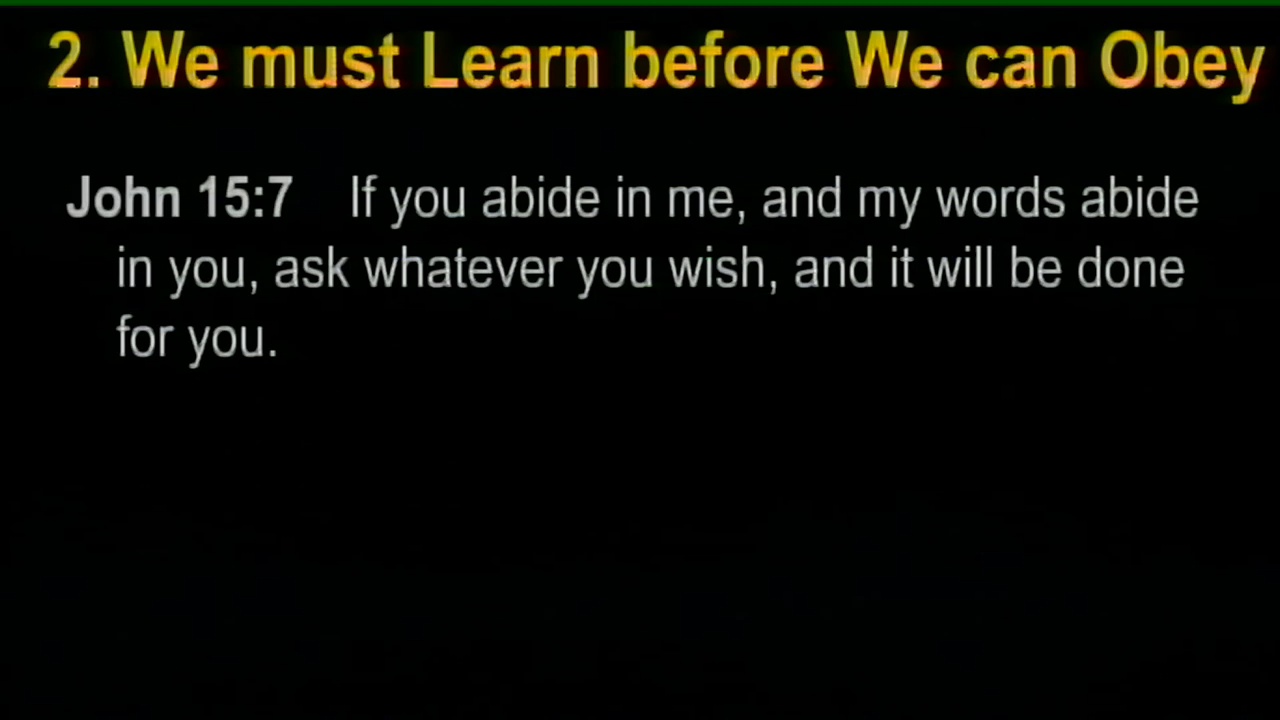 2. We must Learn before We can Obey
John 15:7 If you abide in me, and my words abide
in you, ask whatever you wish, and it will be done
for you.